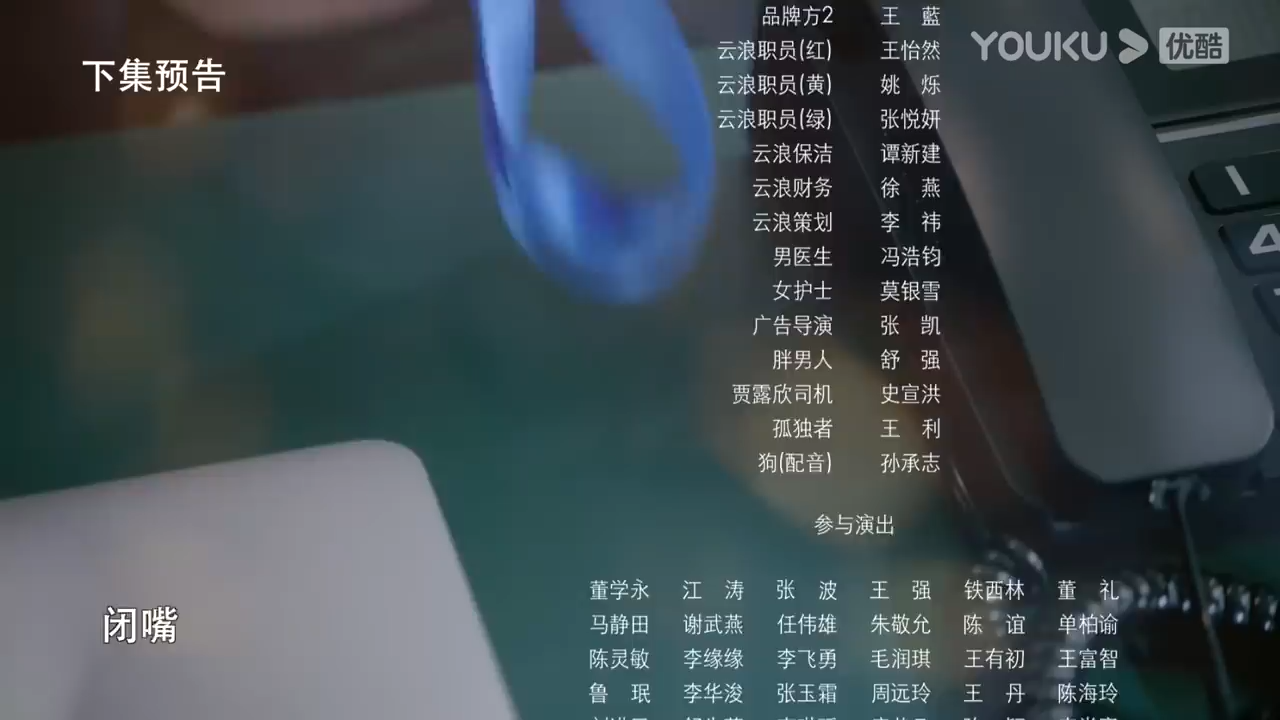 YOUKU 优酷
下集预告
品牌方2 王 藍
云浪职员(红) 王怡然
云浪职员(黄) 姚 烁
云浪职员(绿) 张悦妍
云浪保洁 谭新建
云浪财务 徐 燕
云浪策划 李 祎
男医生 冯浩钧
女护士 莫银雪
广告导演 张 凯
胖男人 舒 强
贾露欣司机 史宣洪
孤独者 王 利
狗(配音) 孙承志
参与演出
董学永 江 涛 张 波 王 强 铁西林 董 礼
马静田 谢武燕 任伟雄 朱敬允 陈 谊 单柏谕
陈灵敏 李缘缘 李飞勇 毛润琪 王有初 王富智
鲁 珉 李华浚 张玉霜 周远玲 王 丹 陈海玲
闭嘴